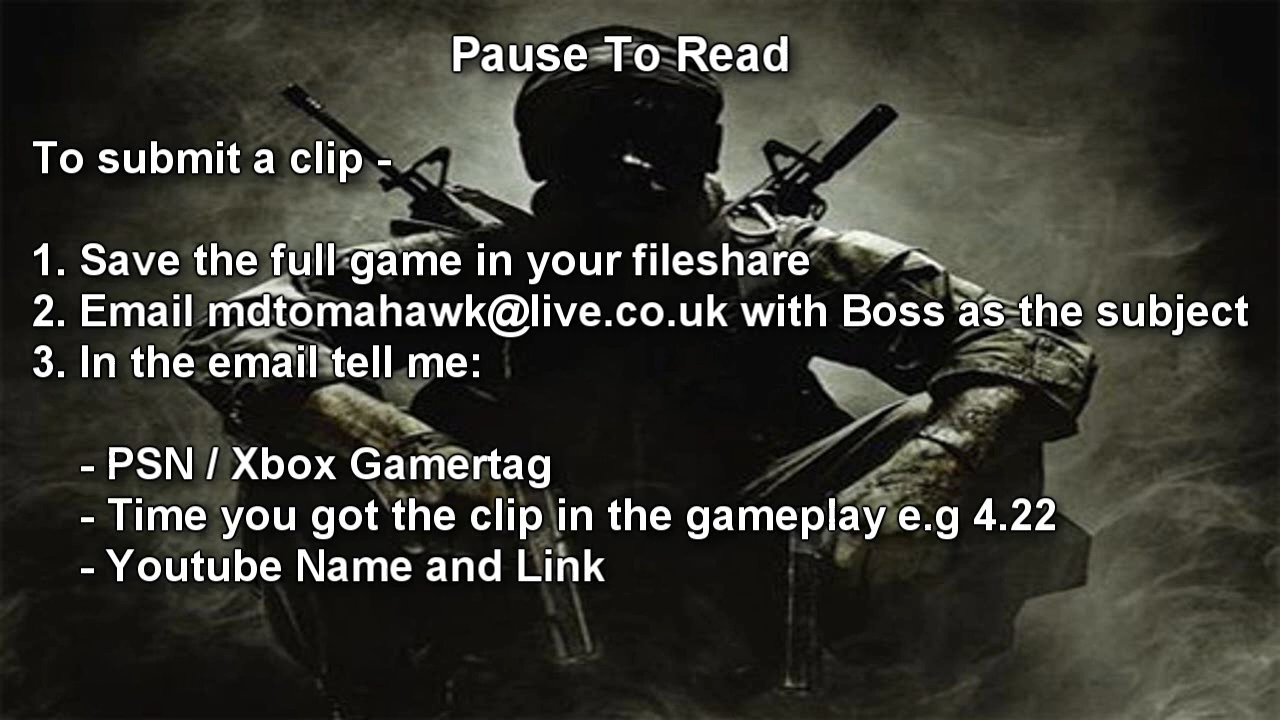 Pause To Read
To submit a clip -
1. Save the full game in your fileshare
2. Email mdtomahawk@live.co.uk with Boss as the subject
3. In the email tell me:
- PSN / Xbox Gamertag
- Time you got the clip in the gameplay e.g 4.22
- Youtube Name and Link